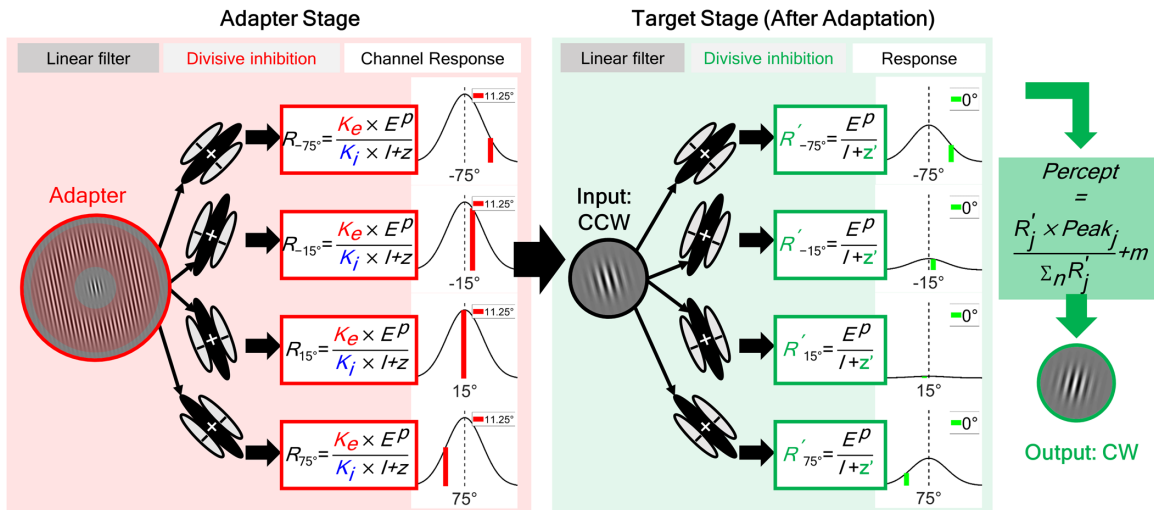 Adapter Stage
Target Stage (After Adaptation)
Linear filter
Divisive inhibition
Channel Response
Linear filter
Divisive inhibition
Response
Adapter
R-75° = Ke × E^p / Ki × I+z
11.25°
-75°
R-15° = Ke × E^p / Ki × I+z
11.25°
-15°
R15° = Ke × E^p / Ki × I+z
11.25°
15°
R75° = Ke × E^p / Ki × I+z
11.25°
75°
Input:
CCW
R′-75° = E^p / I+z'
0°
-75°
R′-15° = E^p / I+z'
0°
-15°
R′15° = E^p / I+z'
0°
15°
R′75° = E^p / I+z'
0°
75°
Percept
=
R'j × Peakj / Σn R'j +m
Output: CW